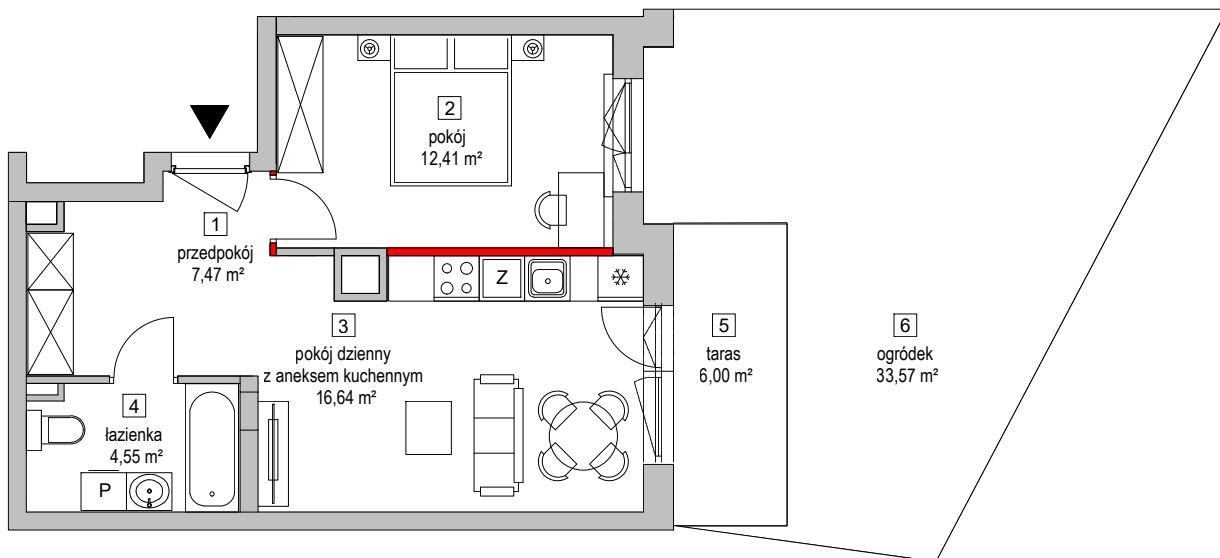 2
pokój
12,41 m²
1
przedpokój
7,47 m²
Z
3
pokój dzienny
z aneksem kuchennym
16,64 m²
5
taras
6,00 m²
6
ogródek
33,57 m²
4
łazienka
4,55 m²
P